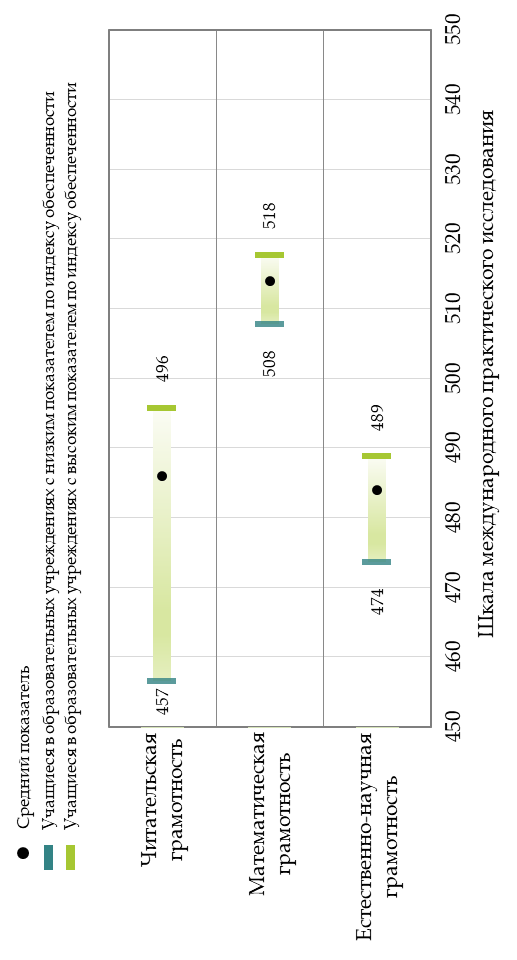 Средний показатель
Учащиеся в образовательных учреждениях с низким показателем по индексу обеспеченности
Учащиеся в образовательных учреждениях с высоким показателем по индексу обеспеченности
Читательская
грамотность
457
496
Математическая
грамотность
508
518
Естественно-научная
грамотность
474
489
450 460 470 480 490 500 510 520 530 540 550
Шкала международного практического исследования